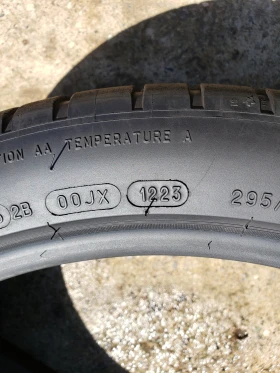 TION AA TEMPERATURE A
2B 00JX 1223 295/